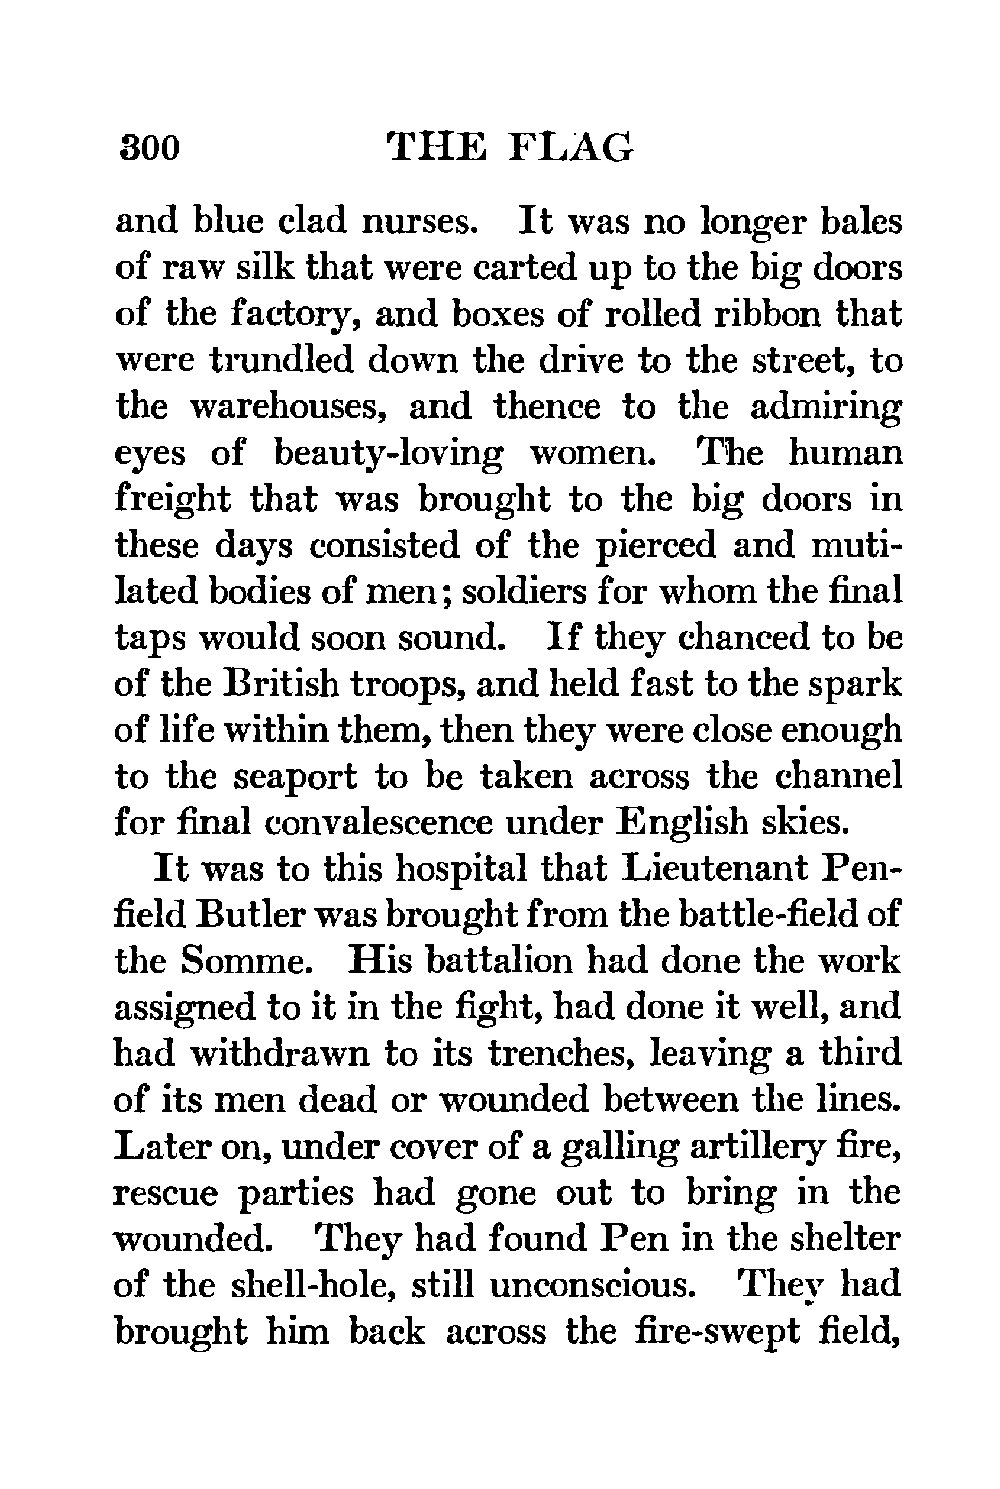 300 THE FLAG
and blue clad nurses. It was no longer bales
of raw silk that were carted up to the big doors
of the factory, and boxes of rolled ribbon that
were trundled down the drive to the street, to
the warehouses, and thence to the admiring
eyes of beauty-loving women. The human
freight that was brought to the big doors in
these days consisted of the pierced and muti-
lated bodies of men; soldiers for whom the final
taps would soon sound. If they chanced to be
of the British troops, and held fast to the spark
of life within them, then they were close enough
to the seaport to be taken across the channel
for final convalescence under English skies.
It was to this hospital that Lieutenant Pen-
field Butler was brought from the battle-field of
the Somme. His battalion had done the work
assigned to it in the fight, had done it well, and
had withdrawn to its trenches, leaving a third
of its men dead or wounded between the lines.
Later on, under cover of a galling artillery fire,
rescue parties had gone out to bring in the
wounded. They had found Pen in the shelter
of the shell-hole, still unconscious. They had
brought him back across the fire-swept field,